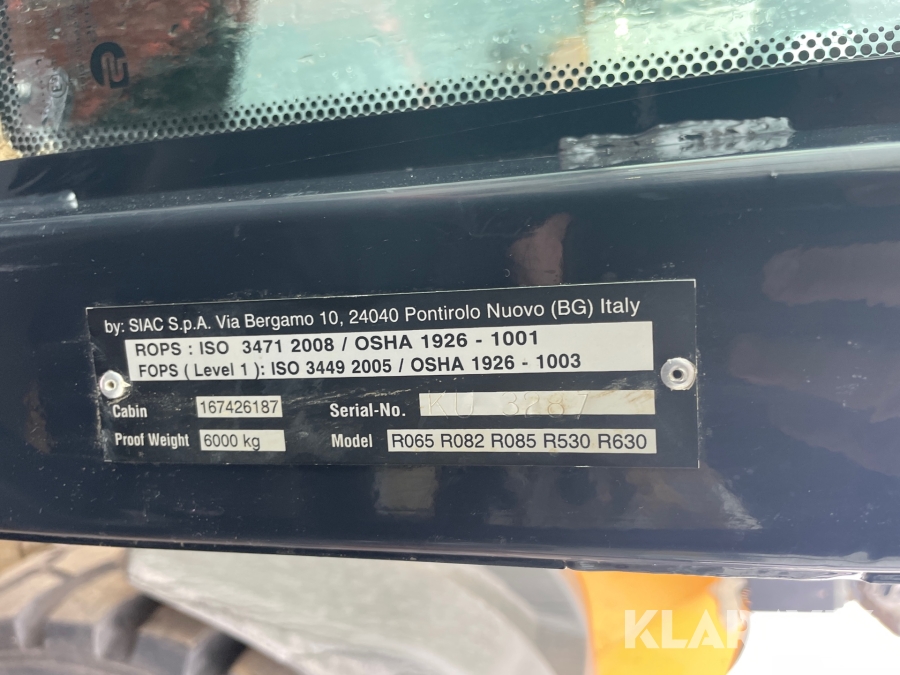 by: SIAC S.p.A. Via Bergamo 10, 24040 Pontirolo Nuovo (BG) Italy
ROPS : ISO 3471 2008 / OSHA 1926 - 1001
FOPS ( Level 1 ): ISO 3449 2005 / OSHA 1926 - 1003
Cabin 167426187 Serial-No. KU 3287
Proof Weight 6000 kg Model R065 R082 R085 R530 R630